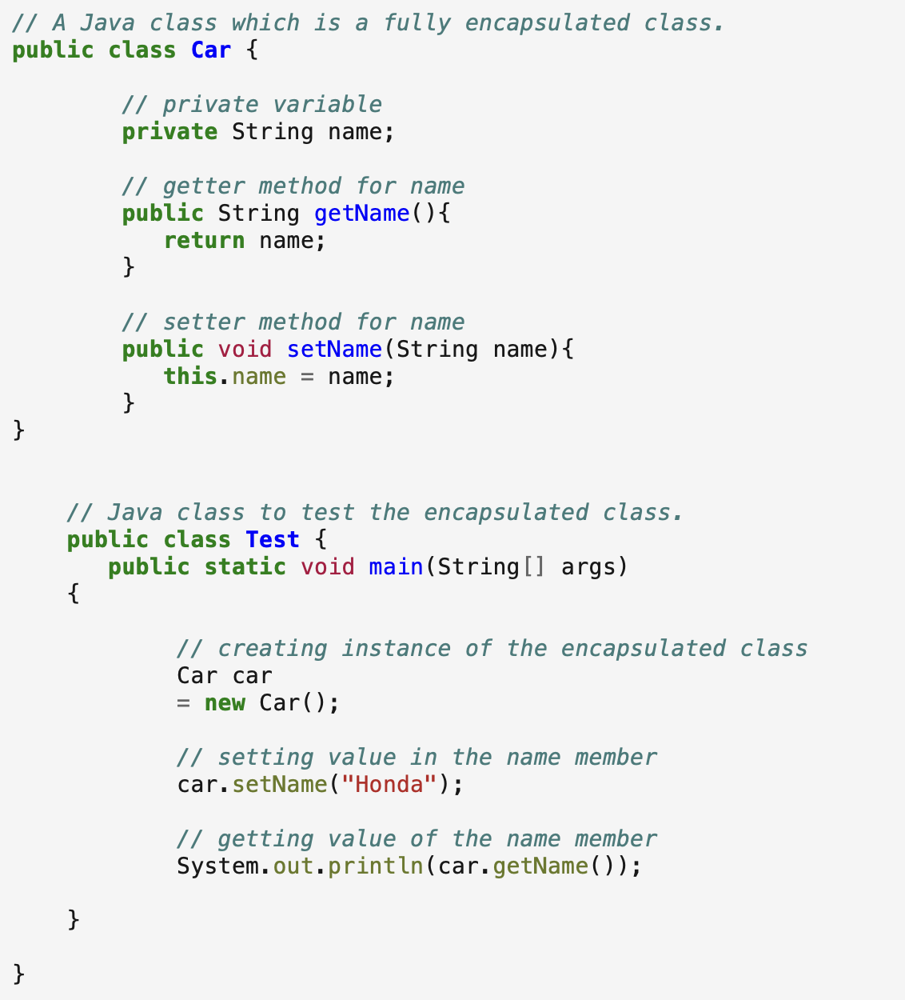 // A Java class which is a fully encapsulated class.
public class Car {
// private variable
private String name;
// getter method for name
public String getName(){
return name;
}
// setter method for name
public void setName(String name){
this.name = name;
}
}
// Java class to test the encapsulated class.
public class Test {
public static void main(String[] args)
{
// creating instance of the encapsulated class
Car car
= new Car();
// setting value in the name member
car.setName("Honda");
// getting value of the name member
System.out.println(car.getName());
}
}